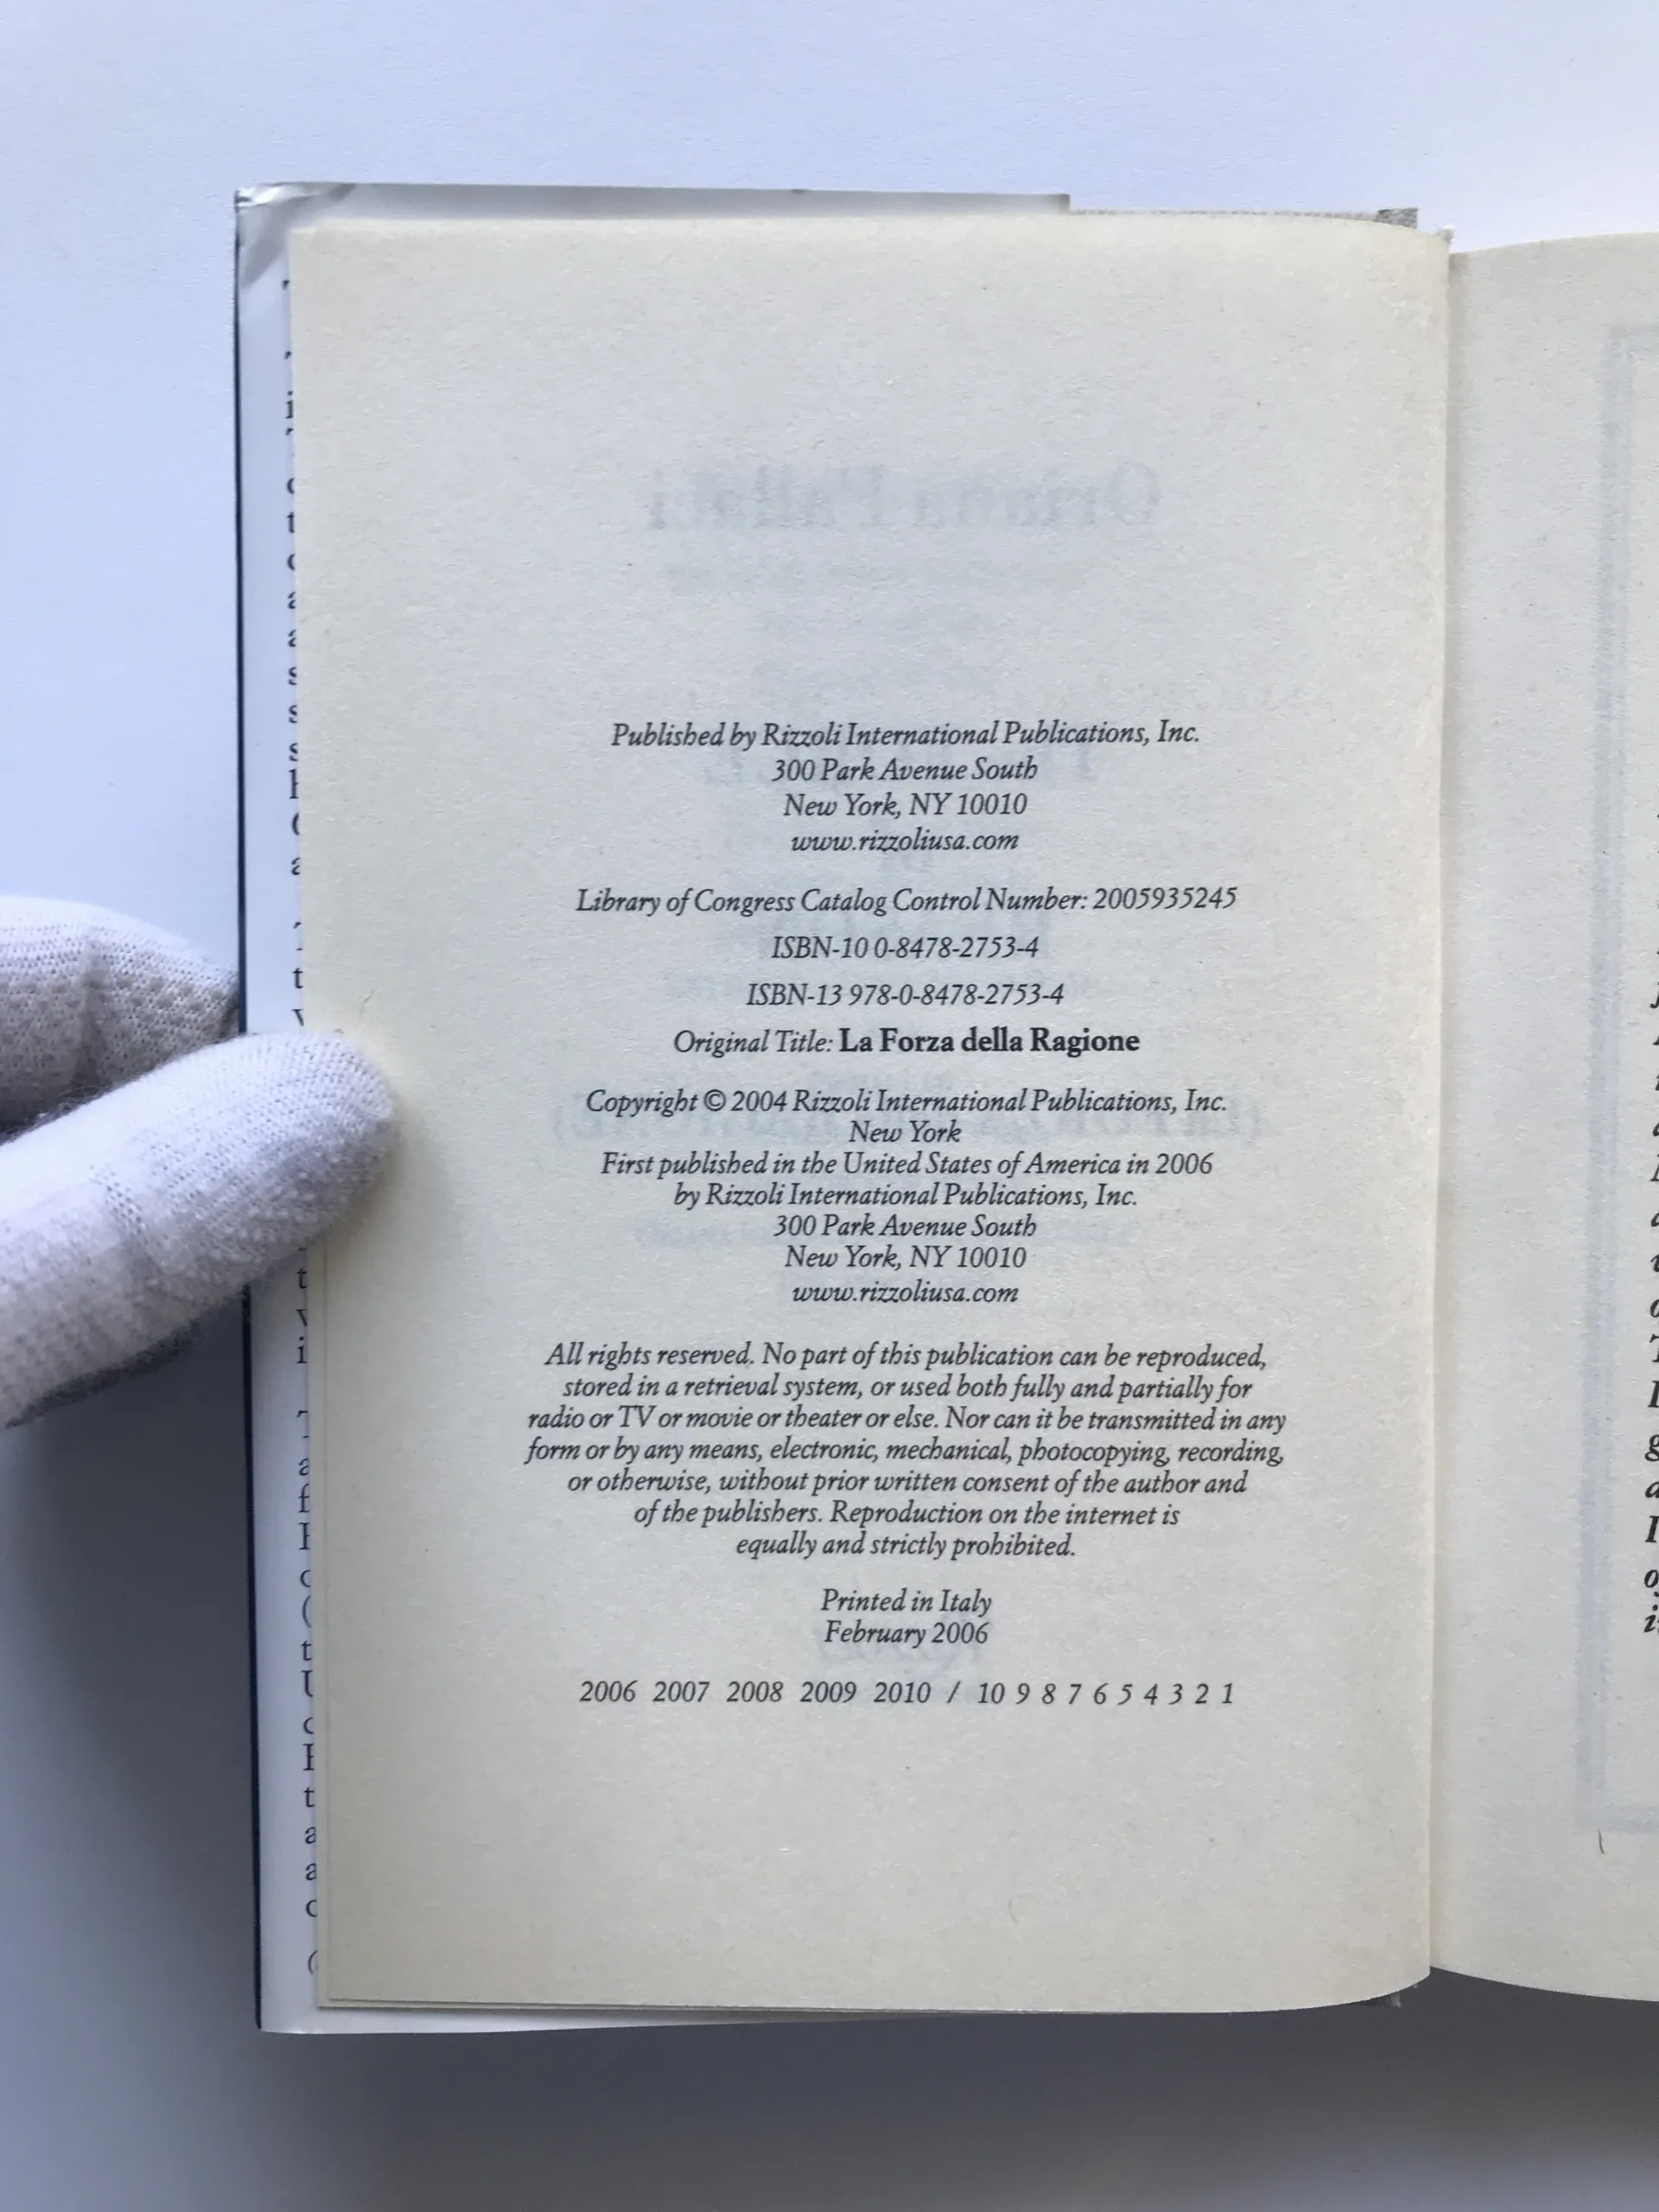 Oriana Fallaci
Published by Rizzoli International Publications, Inc.
300 Park Avenue South
New York, NY 10010
www.rizzoliusa.com
Library of Congress Catalog Control Number: 2005935245
ISBN-10 0-8478-2753-4
ISBN-13 978-0-8478-2753-4
Original Title: La Forza della Ragione
Copyright © 2004 Rizzoli International Publications, Inc.
New York
First published in the United States of America in 2006
by Rizzoli International Publications, Inc.
300 Park Avenue South
New York, NY 10010
www.rizzoliusa.com
All rights reserved. No part of this publication can be reproduced,
stored in a retrieval system, or used both fully and partially for
radio or TV or movie or theater or else. Nor can it be transmitted in any
form or by any means, electronic, mechanical, photocopying, recording,
or otherwise, without prior written consent of the author and
of the publishers. Reproduction on the internet is
equally and strictly prohibited.
Printed in Italy
February 2006
2006 2007 2008 2009 2010 / 10 9 8 7 6 5 4 3 2 1